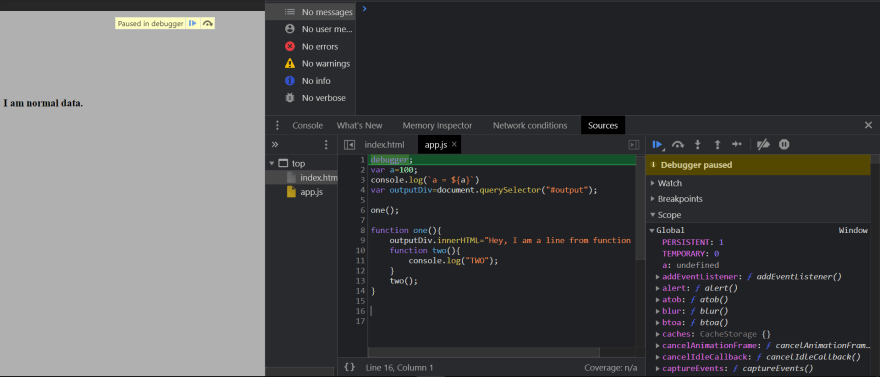 Paused in debugger
I am normal data.
No messages
No user me...
No errors
No warnings
No info
No verbose
Console What's New Memory Inspector Network conditions Sources
top
index.htm
app.js
index.html app.js
1 debugger;
2 var a=100;
3 console.log(`a = ${a}`)
4 var outputDiv=document.querySelector("#output");
5
6 one();
7
8 function one(){
9 outputDiv.innerHTML="Hey, I am a line from function
10 function two(){
11 console.log("TWO");
12 }
13 two();
14 }
15
16
17
{} Line 16, Column 1 Coverage: n/a
Debugger paused
Watch
Breakpoints
Scope
Global Window
PERSISTENT: 1
TEMPORARY: 0
a: undefined
addEventListener: ƒ addEventListener()
alert: ƒ alert()
atob: ƒ atob()
blur: ƒ blur()
btoa: ƒ btoa()
caches: CacheStorage {}
cancelAnimationFrame: ƒ cancelAnimationFram...
cancelIdleCallback: ƒ cancelIdleCallback()
captureEvents: ƒ captureEvents()